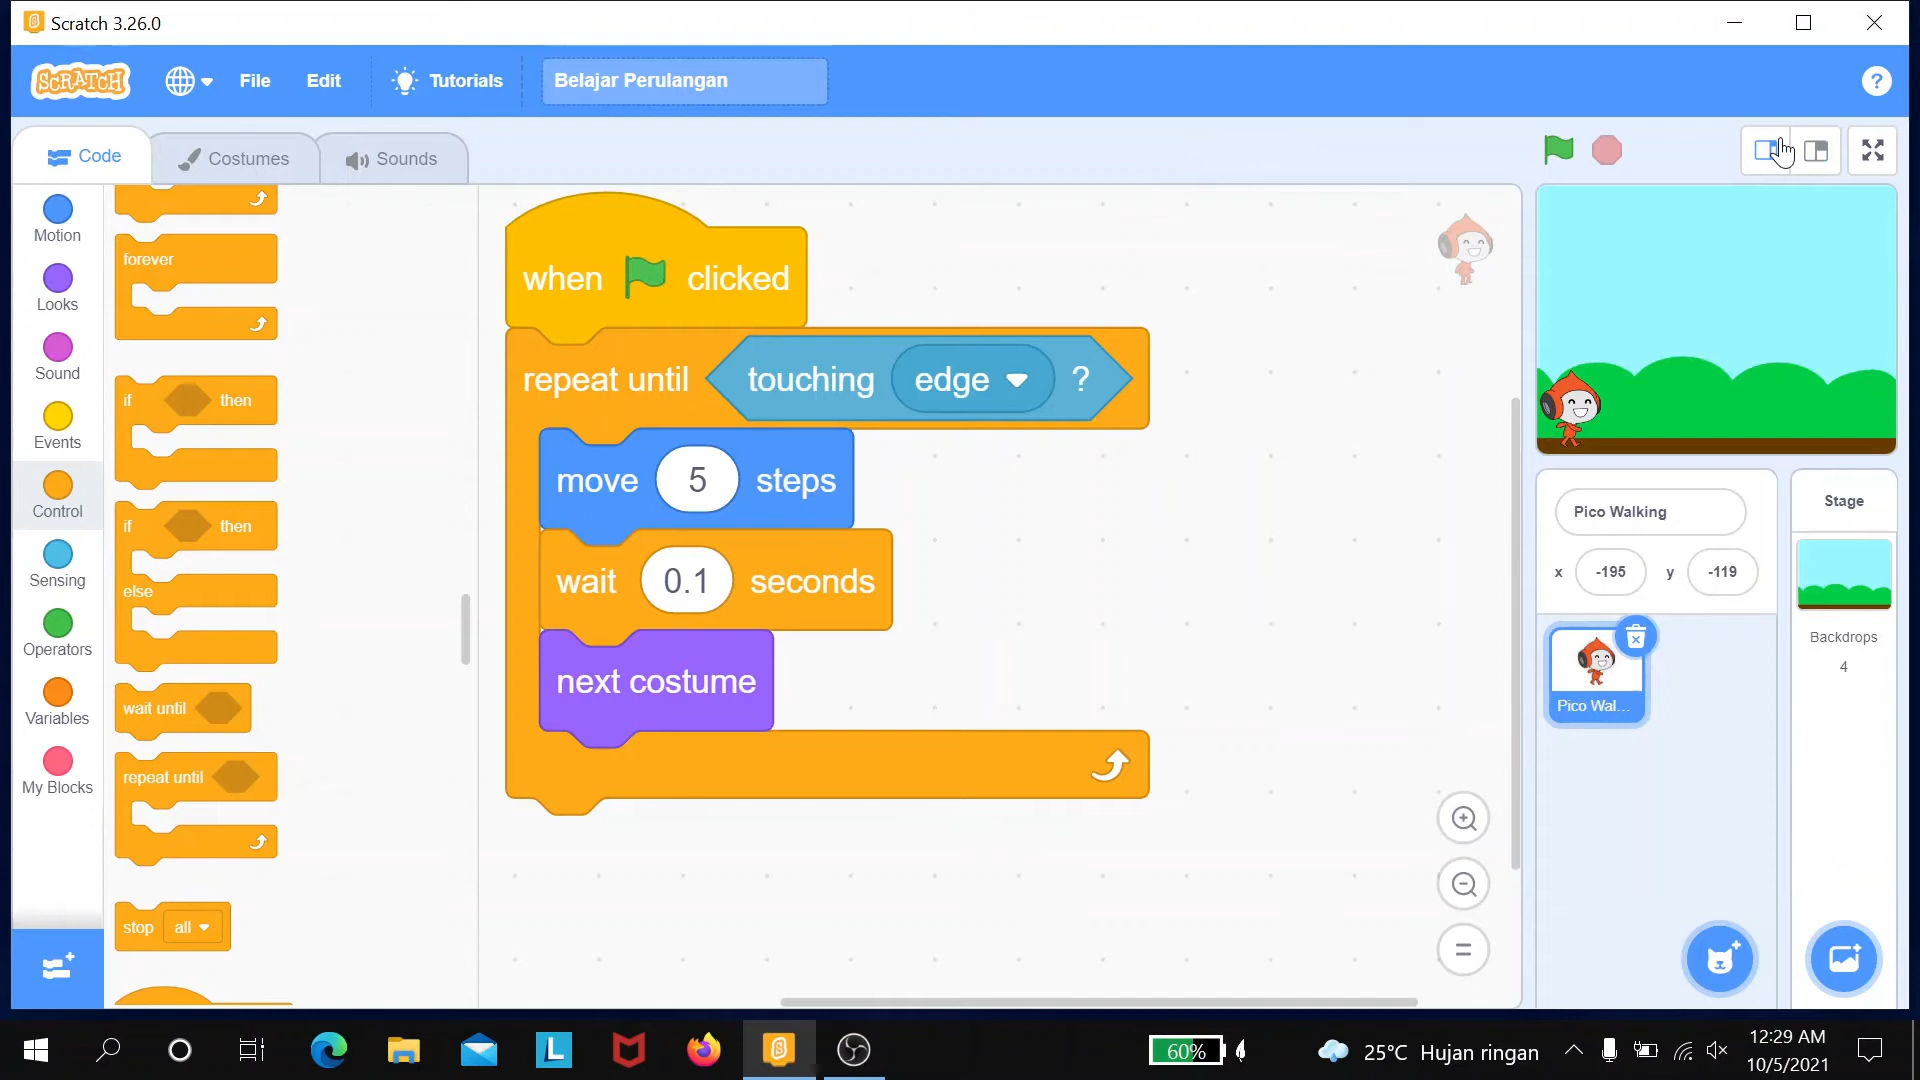 Scratch 3.26.0
SCRATCH
File
Edit
Tutorials
Belajar Perulangan
?
Code
Costumes
Sounds
Motion
Looks
Sound
Events
Control
Sensing
Operators
Variables
My Blocks
forever
if then
if then
else
wait until
repeat until
stop all
when clicked
repeat until touching edge ?
move 5 steps
wait 0.1 seconds
next costume
Pico Walking
x -195 y -119
Pico Wal...
Stage
Backdrops
4
60%
25°C Hujan ringan
12:29 AM
10/5/2021